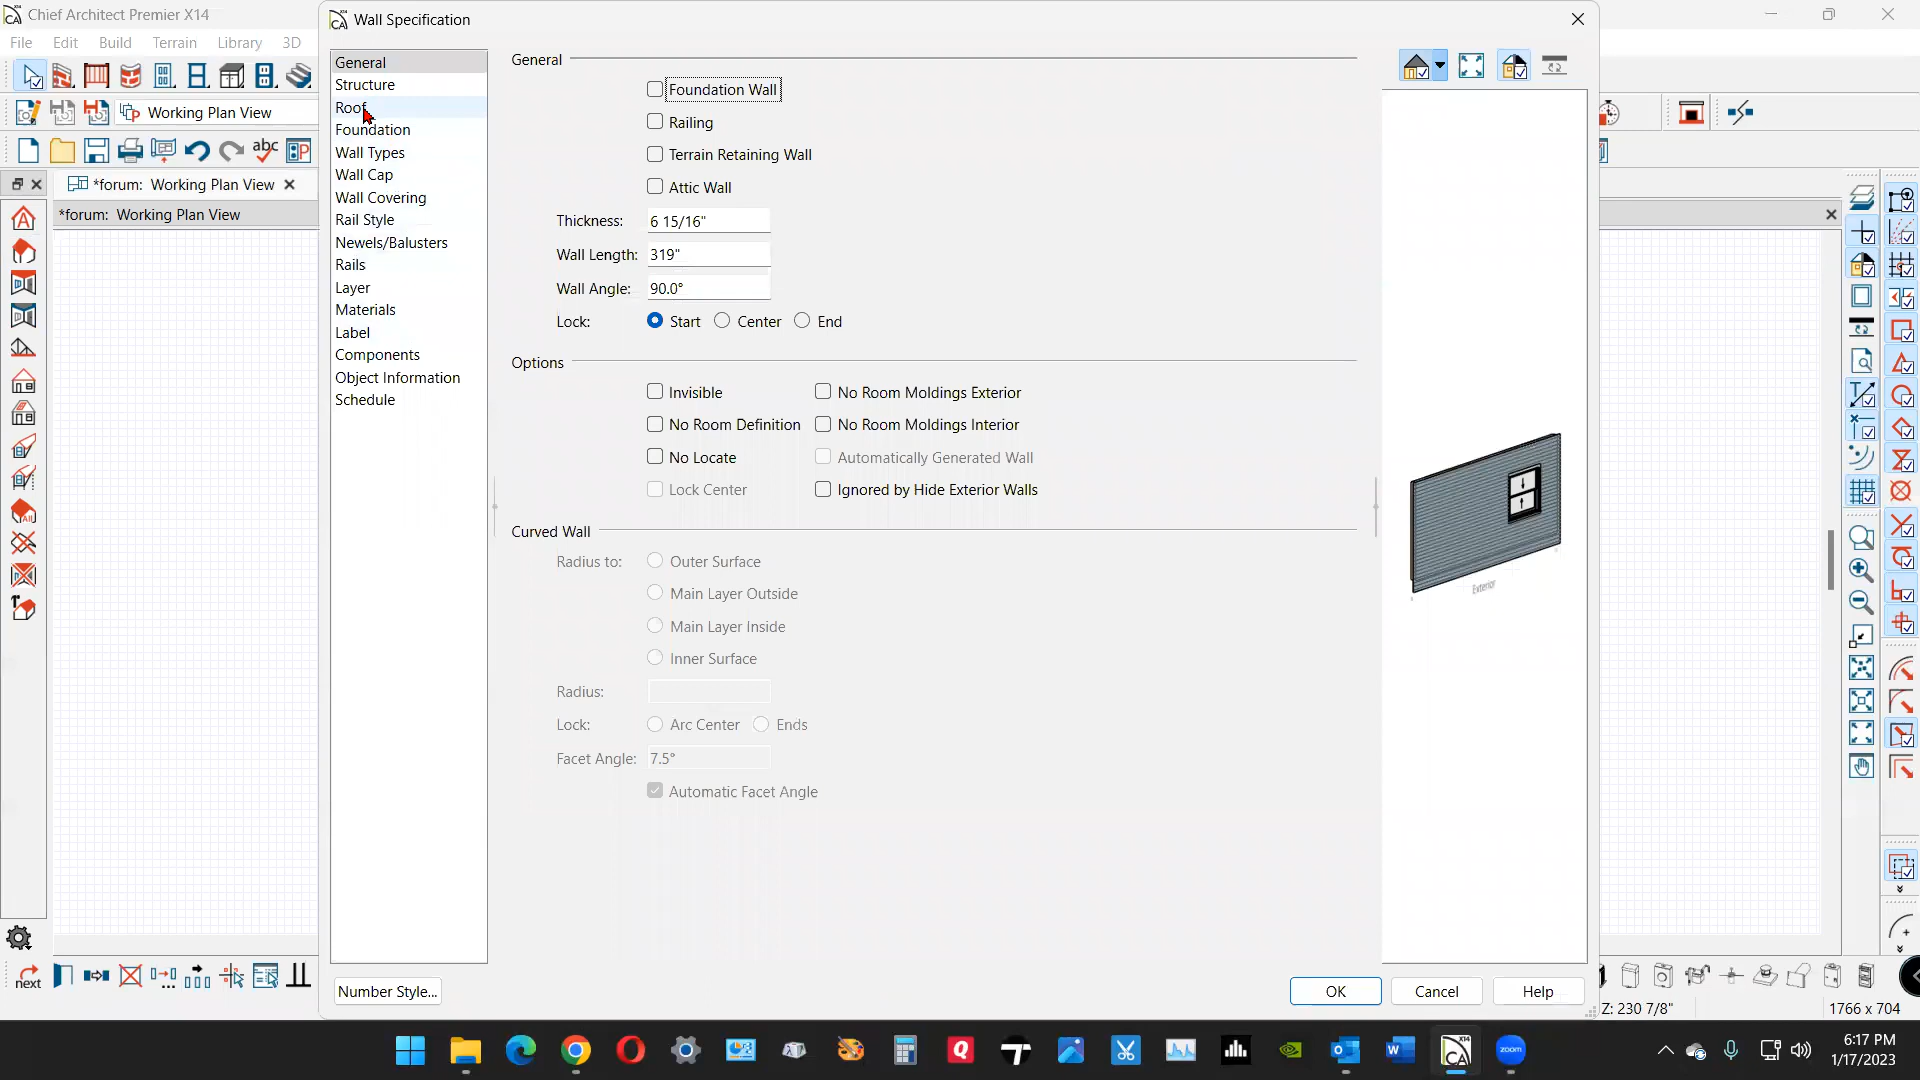 Chief Architect Premier X14
File Edit Build Terrain Library 3D
Working Plan View
abc
*forum: Working Plan View
*forum: Working Plan View
Wall Specification
General
Structure
Roof
Foundation
Wall Types
Wall Cap
Wall Covering
Rail Style
Newels/Balusters
Rails
Layer
Materials
Label
Components
Object Information
Schedule
General
Foundation Wall
Railing
Terrain Retaining Wall
Attic Wall
Thickness: 6 15/16"
Wall Length: 319"
Wall Angle: 90.0°
Lock: Start Center End
Options
Invisible No Room Moldings Exterior
No Room Definition No Room Moldings Interior
No Locate Automatically Generated Wall
Lock Center Ignored by Hide Exterior Walls
Curved Wall
Radius to: Outer Surface
Main Layer Outside
Main Layer Inside
Inner Surface
Radius:
Lock: Arc Center Ends
Facet Angle: 7.5°
Automatic Facet Angle
Exterior
Number Style...
OK Cancel Help
next
Z: 230 7/8" 1766 x 704
zoom
6:17 PM
1/17/2023